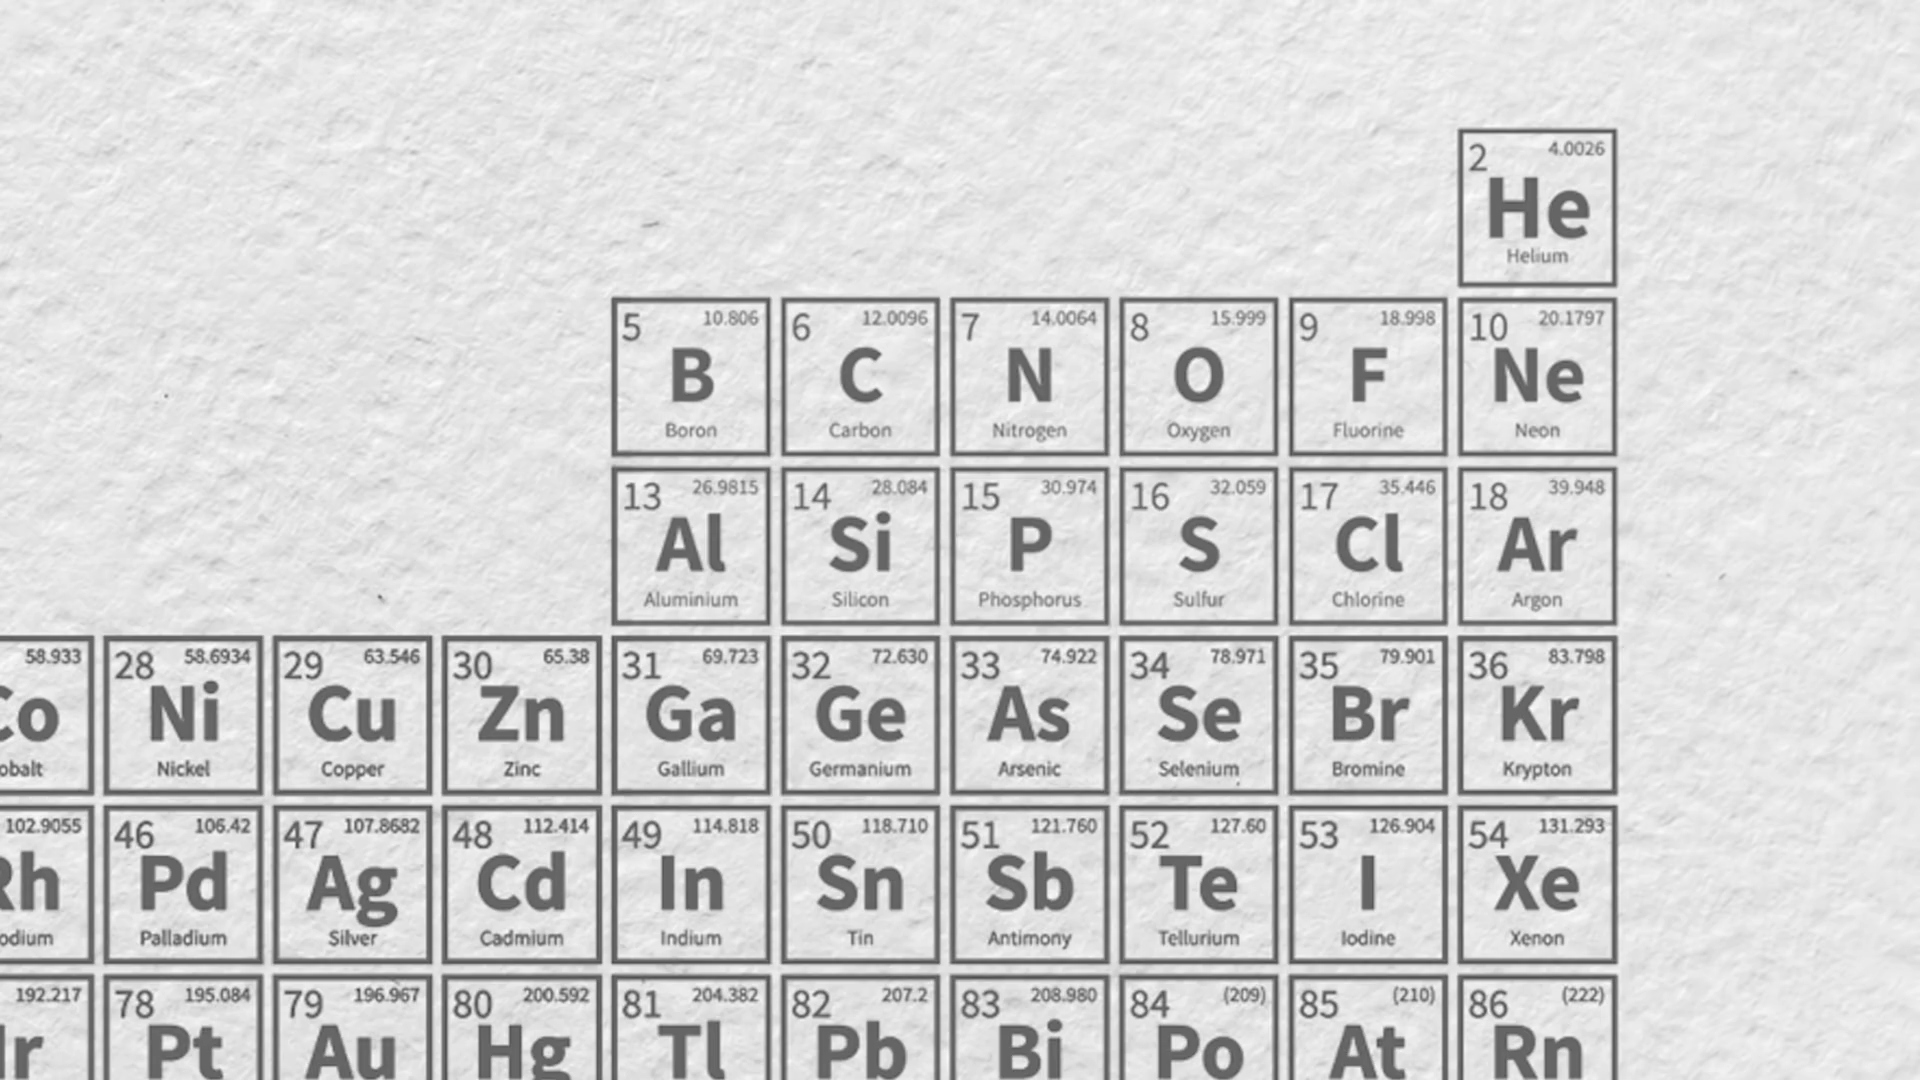 2 4.0026
He
Helium
5 10.806 6 12.0096 7 14.0064 8 15.999 9 18.998 10 20.1797
B C N O F Ne
Boron Carbon Nitrogen Oxygen Fluorine Neon
13 26.9815 14 28.084 15 30.974 16 32.059 17 35.446 18 39.948
Al Si P S Cl Ar
Aluminium Silicon Phosphorus Sulfur Chlorine Argon
58.933 28 58.6934 29 63.546 30 65.38 31 69.723 32 72.630 33 74.922 34 78.971 35 79.901 36 83.798
Co Ni Cu Zn Ga Ge As Se Br Kr
obalt Nickel Copper Zinc Gallium Germanium Arsenic Selenium Bromine Krypton
102.9055 46 106.42 47 107.8682 48 112.414 49 114.818 50 118.710 51 121.760 52 127.60 53 126.904 54 131.293
Rh Pd Ag Cd In Sn Sb Te I Xe
odium Palladium Silver Cadmium Indium Tin Antimony Tellurium Iodine Xenon
192.217 78 195.084 79 196.967 80 200.592 81 204.382 82 207.2 83 208.980 84 (209) 85 (210) 86 (222)
Ir Pt Au Hg Tl Pb Bi Po At Rn